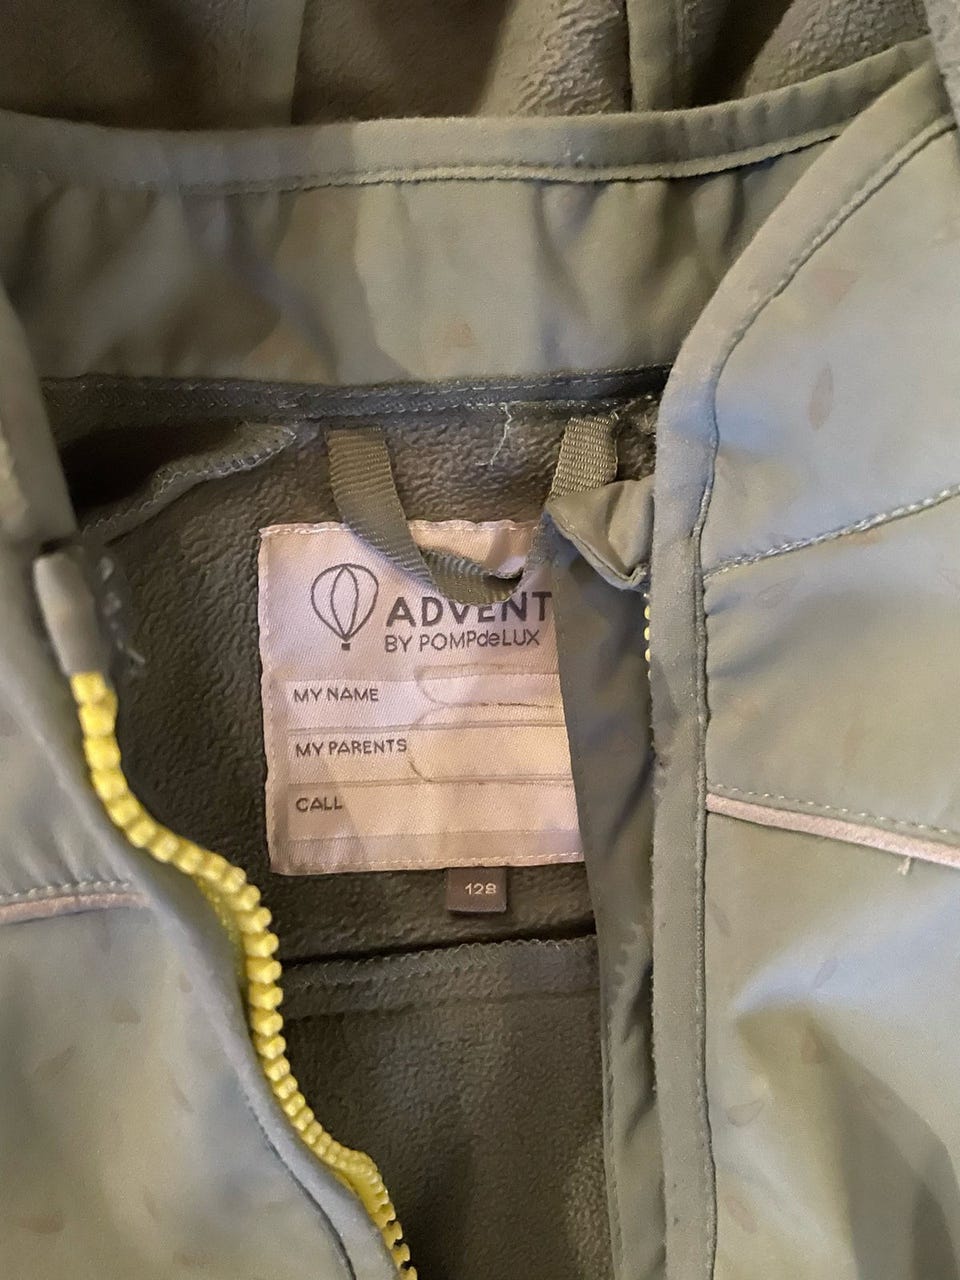 ADVENT
BY POMPdeLUX
MY NAME
MY PARENTS
CALL
128